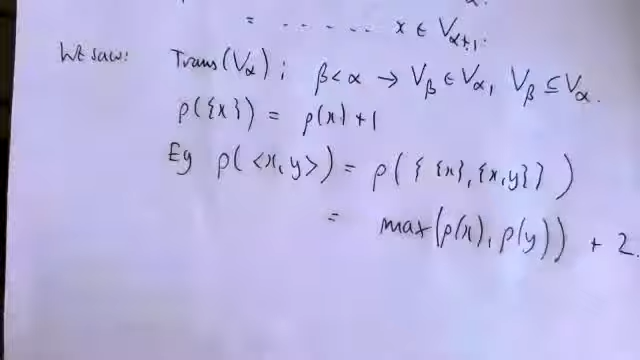 = . . . . . . x ∈ V_{α+1}.
We saw: Trans(V_α) ; β < α → V_β ∈ V_α, V_β ⊆ V_α.
ρ({x}) = ρ(x) + 1
Eg ρ(<x, y>) = ρ({ {x}, {x, y} })
= max(ρ(x), ρ(y)) + 2.